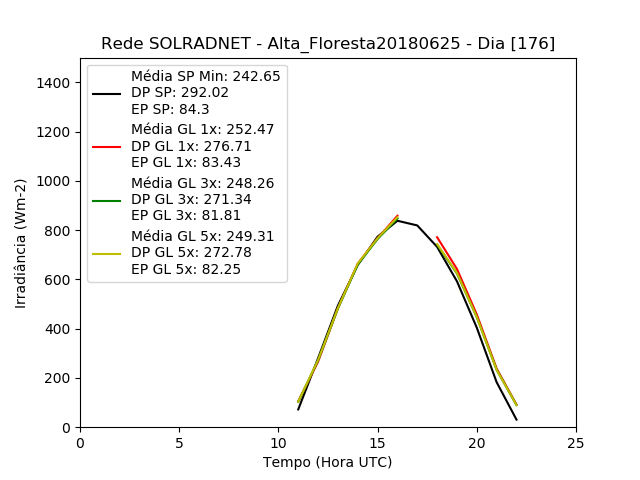 Rede SOLRADNET - Alta_Floresta20180625 - Dia [176]
Média SP Min: 242.65
DP SP: 292.02
EP SP: 84.3
Média GL 1x: 252.47
DP GL 1x: 276.71
EP GL 1x: 83.43
Média GL 3x: 248.26
DP GL 3x: 271.34
EP GL 3x: 81.81
Média GL 5x: 249.31
DP GL 5x: 272.78
EP GL 5x: 82.25
Irradiância (Wm-2)
1400
1200
1000
800
600
400
200
0
0 5 10 15 20 25
Tempo (Hora UTC)